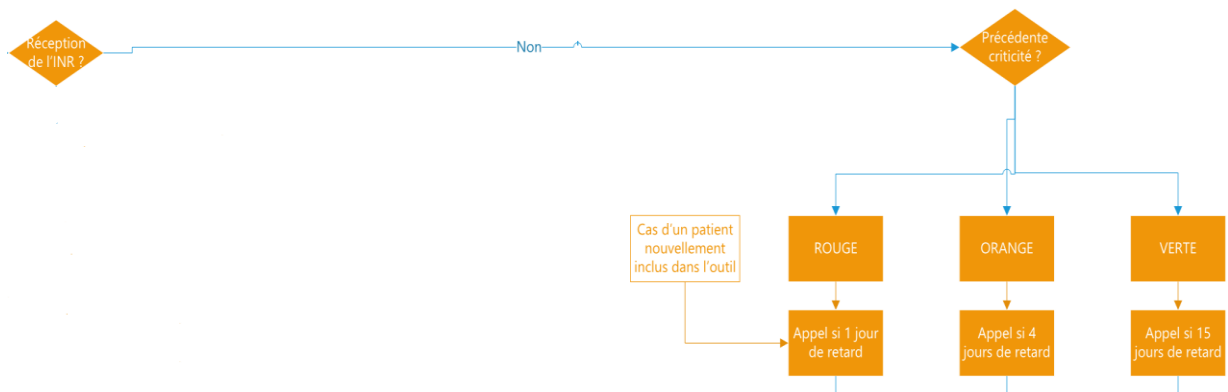 Réception
de l'INR ?
Non
Précédente
criticité ?
Cas d'un patient
nouvellement
inclus dans l'outil
ROUGE
ORANGE
VERTE
Appel si 1 jour
de retard
Appel si 4
jours de retard
Appel si 15
jours de retard